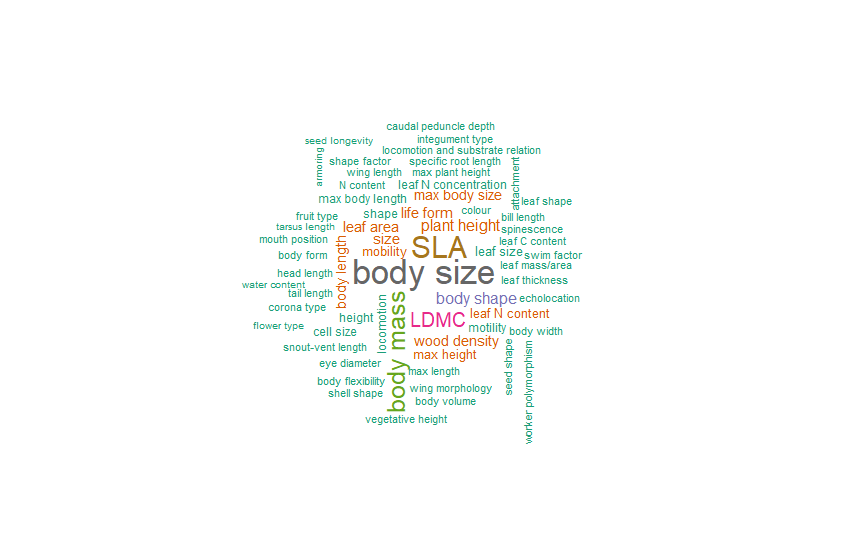 caudal peduncle depth
seed longevity
integument type
locomotion and substrate relation
armoring
shape factor
specific root length
attachment
wing length
max plant height
N content
leaf N concentration
max body length
max body size
leaf shape
fruit type
shape
life form
colour
bill length
tarsus length
leaf area
plant height
spinescence
mouth position
size
SLA
leaf C content
body form
body length
mobility
leaf size
swim factor
head length
body size
leaf mass/area
water content
leaf thickness
tail length
body mass
body shape
echolocation
corona type
locomotion
height
LDMC
leaf N content
flower type
cell size
motility
body width
snout-vent length
wood density
seed shape
worker polymorphism
max height
eye diameter
max length
body flexibility
shell shape
wing morphology
body volume
vegetative height